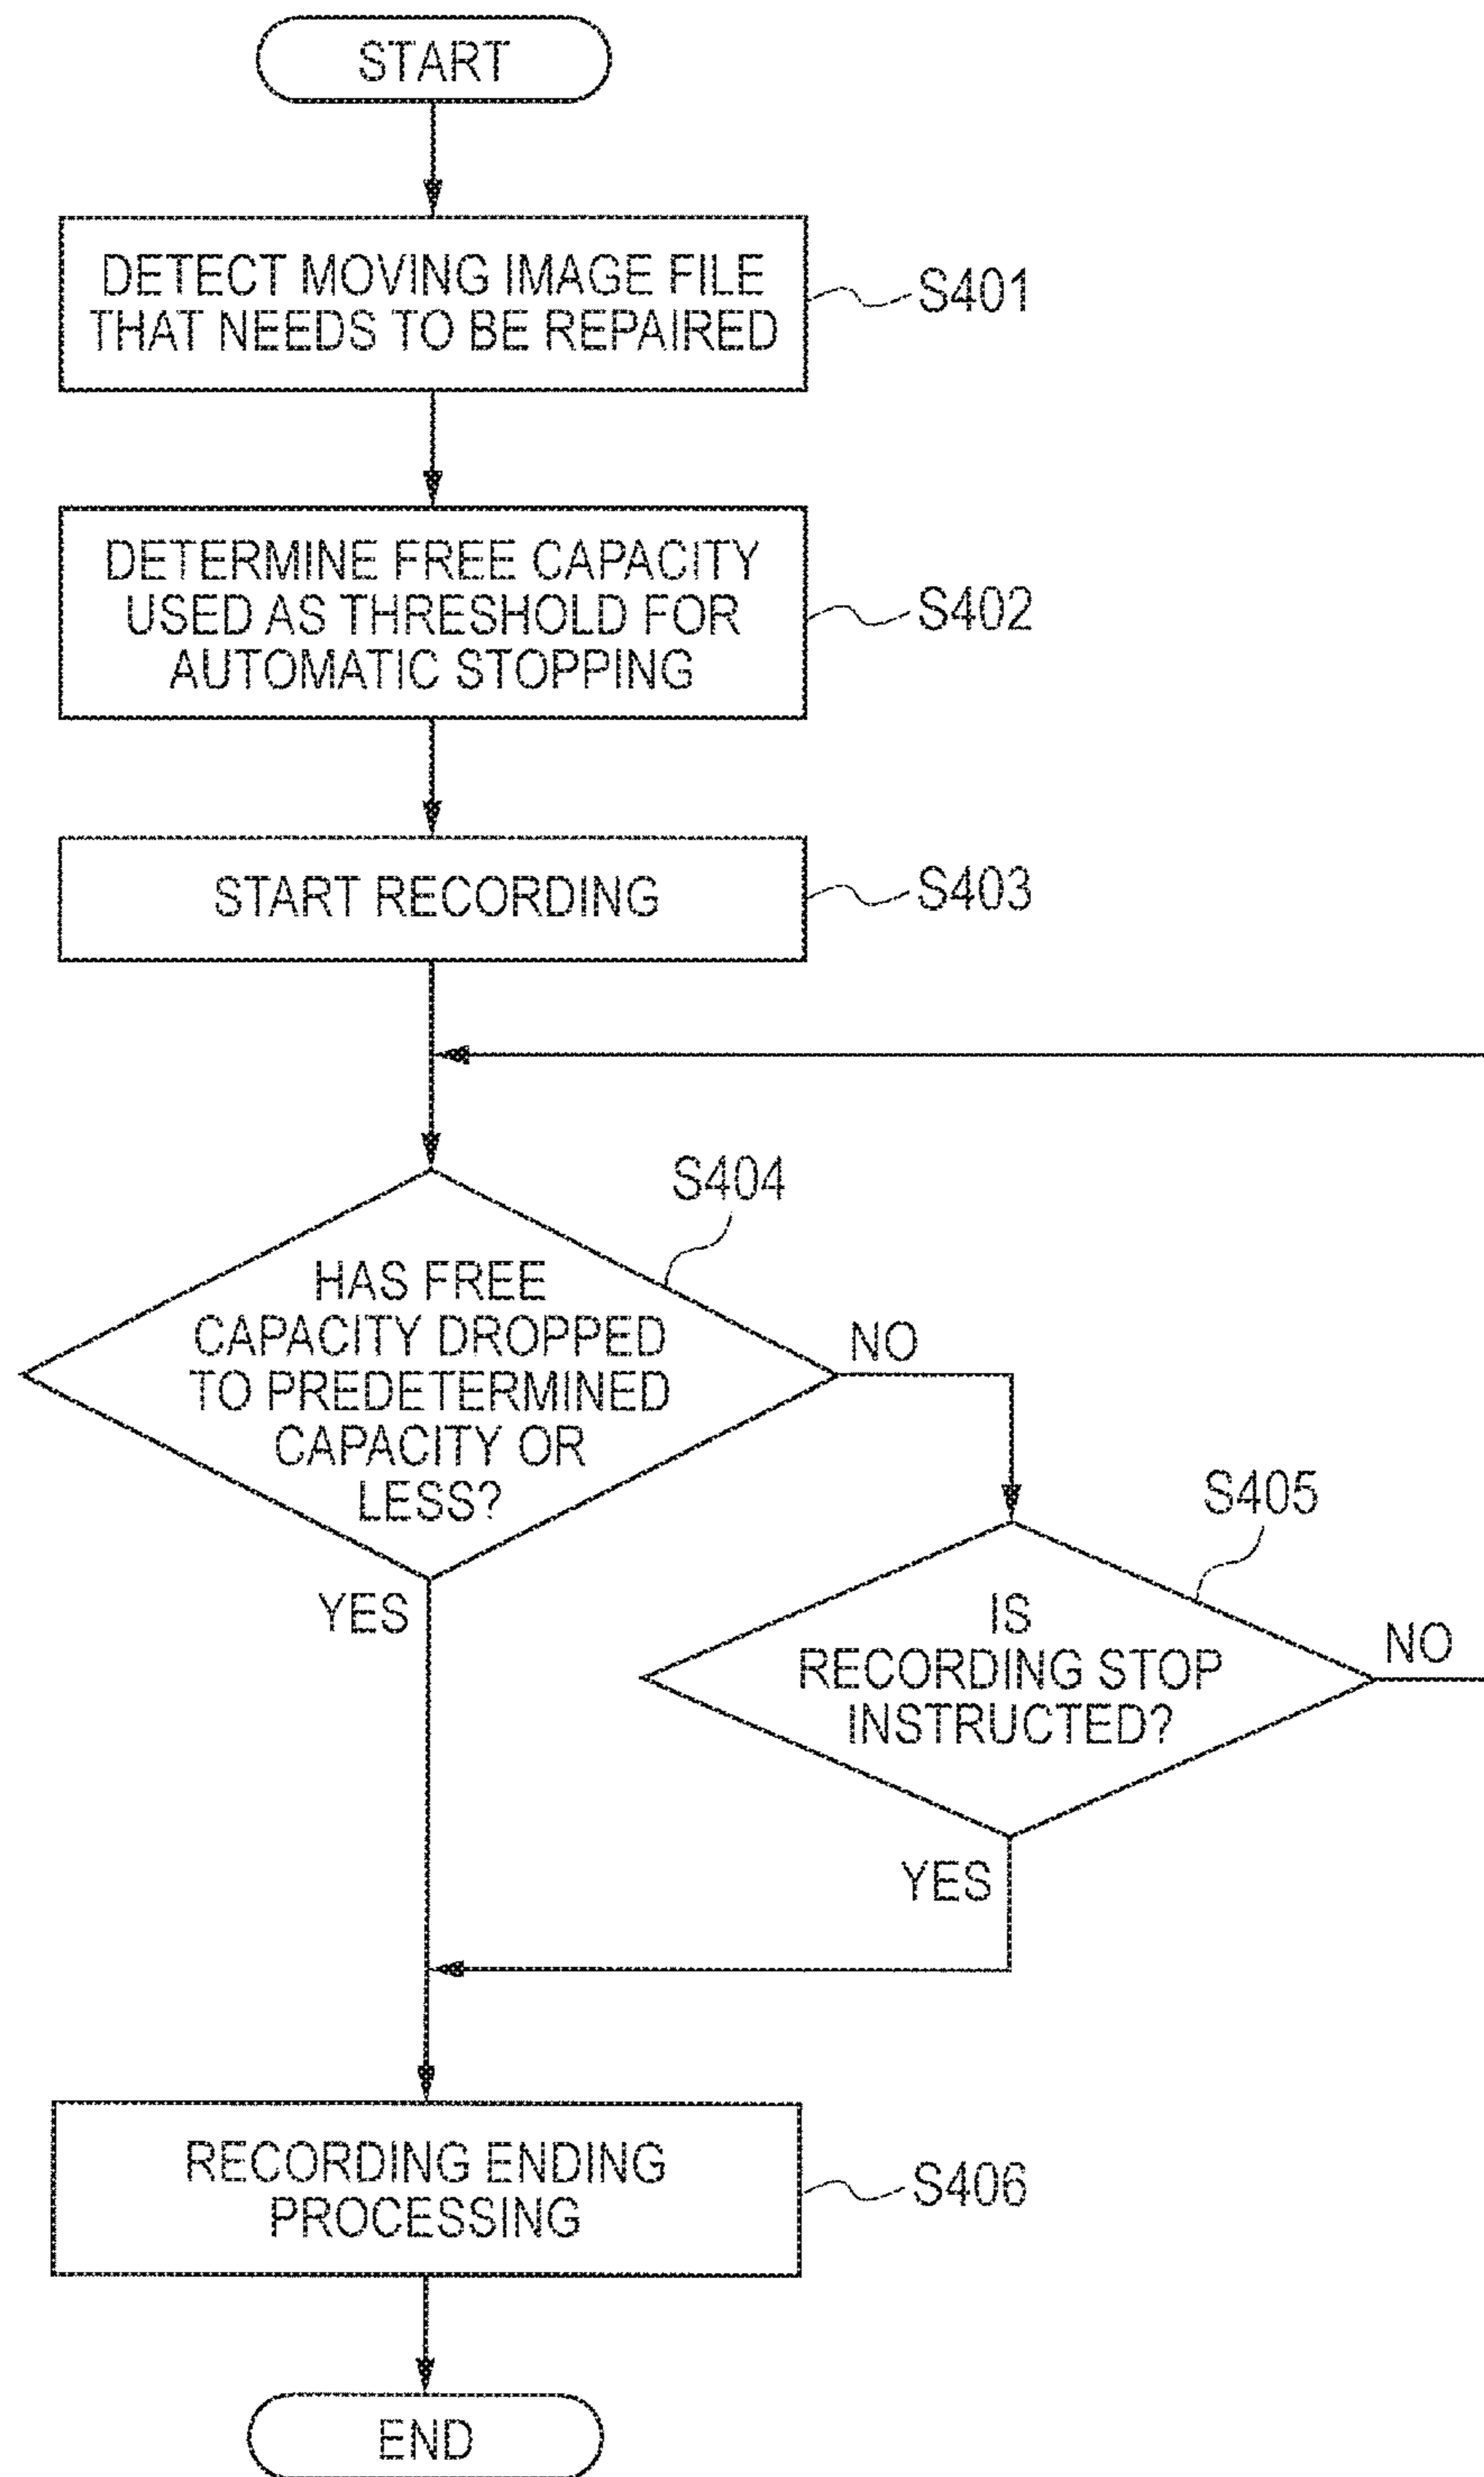 START
DETECT MOVING IMAGE FILE
THAT NEEDS TO BE REPAIRED
S401
DETERMINE FREE CAPACITY
USED AS THRESHOLD FOR
AUTOMATIC STOPPING
S402
START RECORDING
S403
S404
HAS FREE
CAPACITY DROPPED
TO PREDETERMINED
CAPACITY OR
LESS?
NO
YES
S405
IS
RECORDING STOP
INSTRUCTED?
NO
YES
RECORDING ENDING
PROCESSING
S406
END